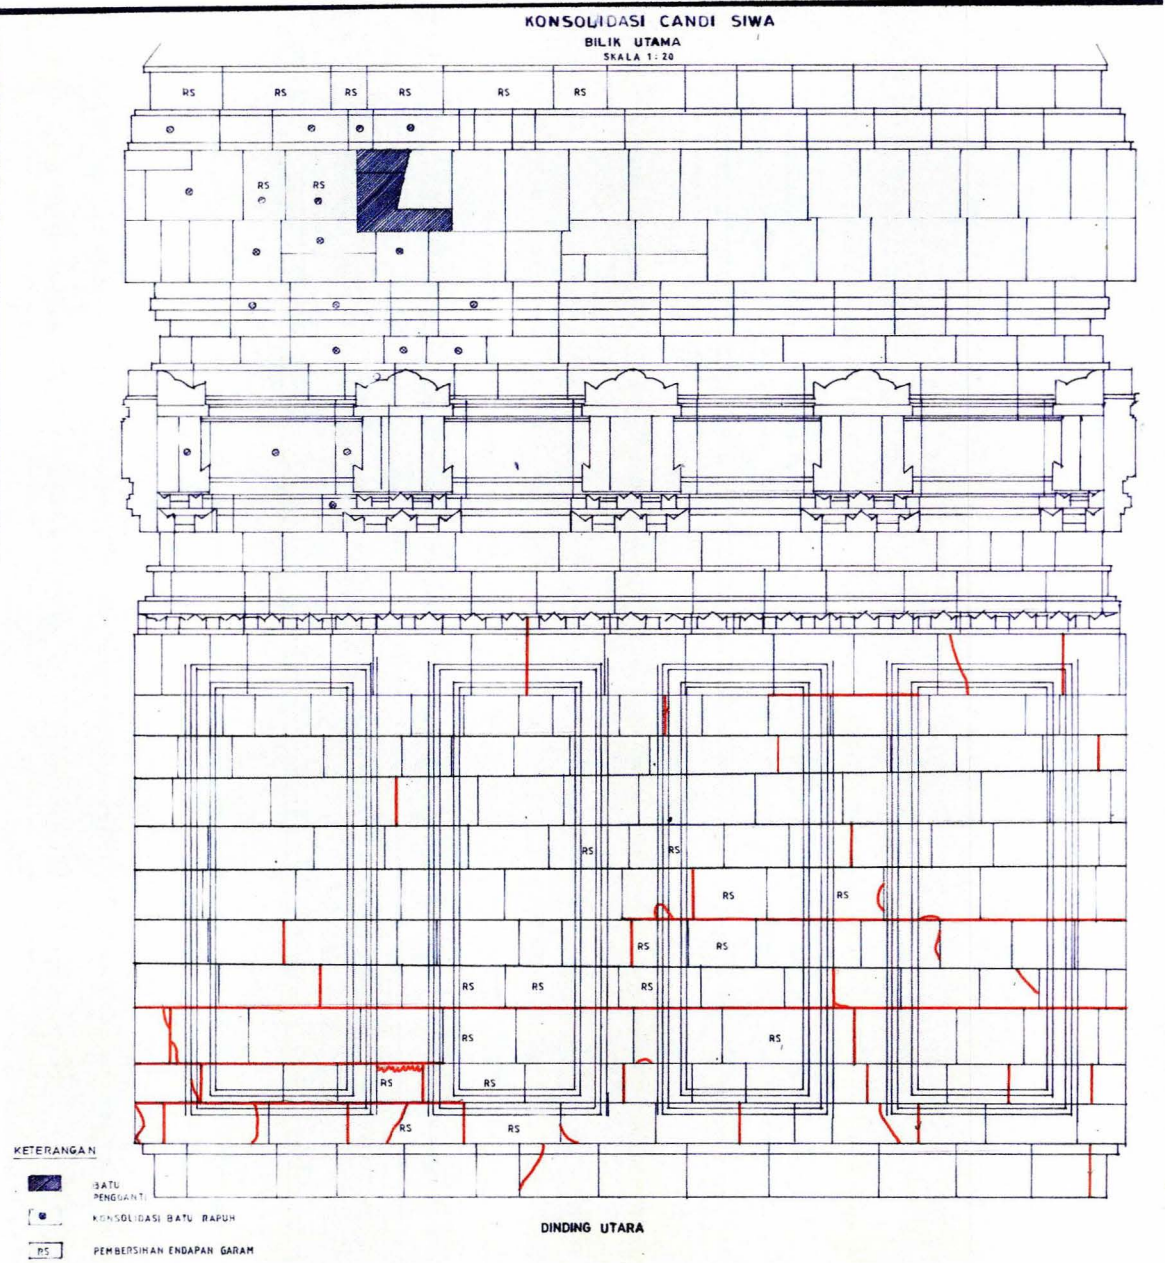 KONSOLIDASI CANDI SIWA
BILIK UTAMA
SKALA 1:20
RS RS RS RS RS RS
RS RS
RS RS
RS RS
RS RS
RS RS RS
RS RS
RS RS
RS RS
KETERANGAN
BATU
PENGGANTI
KONSOLIDASI BATU RAPUH
RS PEMBERSIHAN ENDAPAN GARAM
DINDING UTARA